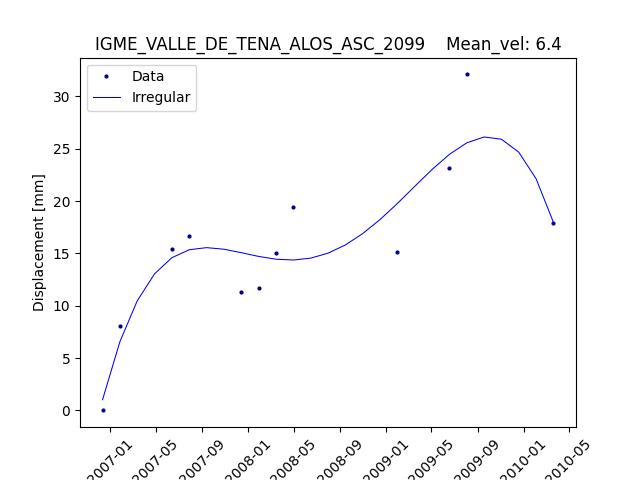 IGME_VALLE_DE_TENA_ALOS_ASC_2099    Mean_vel: 6.4
Data
Irregular
Displacement [mm]
30
25
20
15
10
5
0
2007-01 2007-05 2007-09 2008-01 2008-05 2008-09 2009-01 2009-05 2009-09 2010-01 2010-05